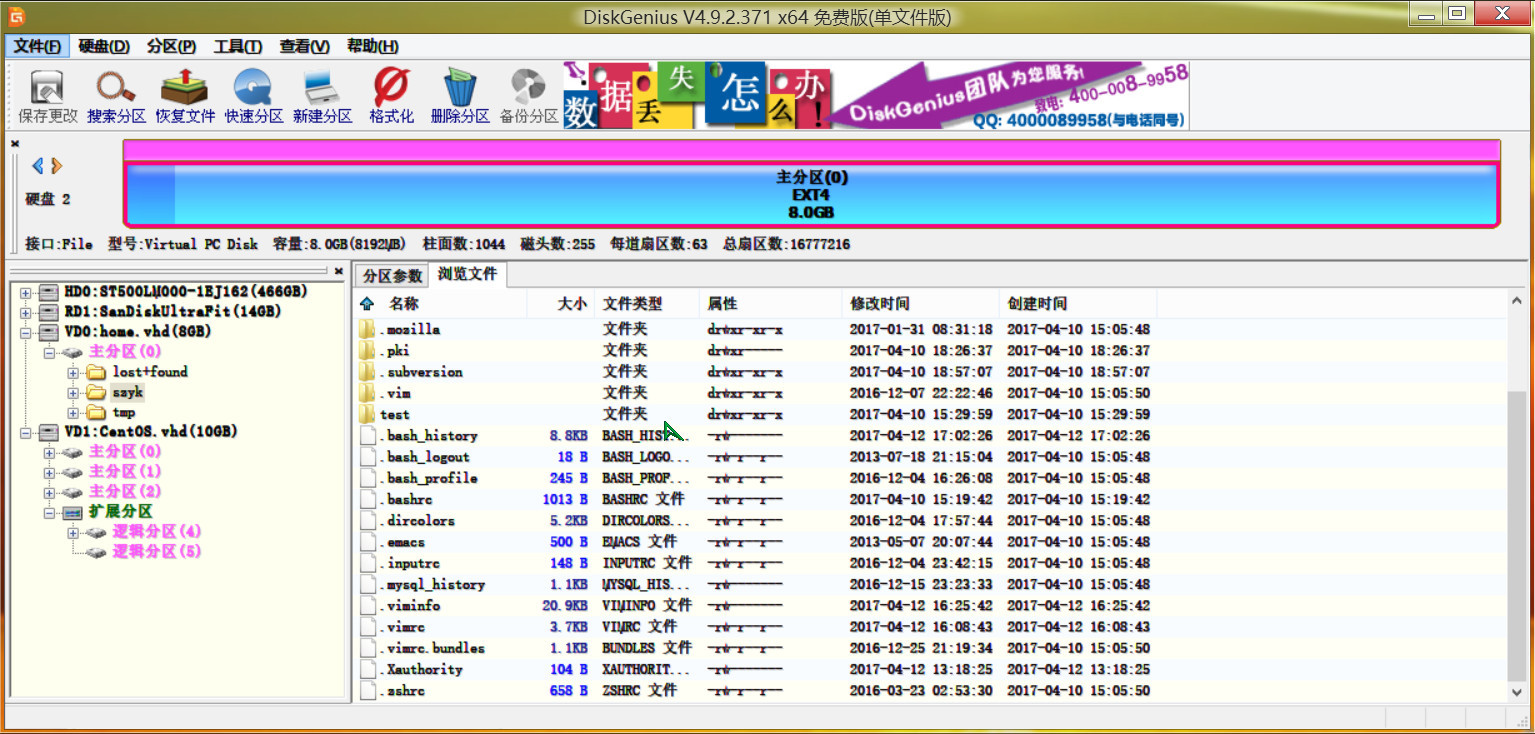 DiskGenius V4.9.2.371 x64 免费版(单文件版)
文件(F) 硬盘(D) 分区(P) 工具(T) 查看(V) 帮助(H)
保存更改 搜索分区 恢复文件 快速分区 新建分区 格式化 删除分区 备份分区
数据丢失怎么办!
DiskGenius团队为您服务!
致电: 400-008-9958
QQ: 4000089958(与电话同号)
硬盘 2
主分区(0)
EXT4
8.0GB
接口:File 型号:Virtual PC Disk 容量:8.0GB(8192MB) 柱面数:1044 磁头数:255 每道扇区数:63 总扇区数:16777216
HD0:ST500LM000-1EJ162(466GB)
RD1:SanDiskUltraFit(14GB)
VD0:home.vhd(8GB)
主分区(0)
lost+found
szyk
tmp
VD1:CentOS.vhd(10GB)
主分区(0)
主分区(1)
主分区(2)
扩展分区
逻辑分区(4)
逻辑分区(5)
分区参数 浏览文件
名称 大小 文件类型 属性 修改时间 创建时间
.mozilla 文件夹 drwxr-xr-x 2017-01-31 08:31:18 2017-04-10 15:05:48
.pki 文件夹 drwxr----- 2017-04-10 18:26:37 2017-04-10 18:26:37
.subversion 文件夹 drwxr-xr-x 2017-04-10 18:57:07 2017-04-10 18:57:07
.vim 文件夹 drwxr-xr-x 2016-12-07 22:22:46 2017-04-10 15:05:50
test 文件夹 drwxr-xr-x 2017-04-10 15:29:59 2017-04-10 15:29:59
.bash_history 8.8KB BASH_HIST... -rw------- 2017-04-12 17:02:26 2017-04-12 17:02:26
.bash_logout 18 B BASH_LOGO... -rw-r--r-- 2013-07-18 21:15:04 2017-04-10 15:05:48
.bash_profile 245 B BASH_PROF... -rw-r--r-- 2016-12-04 16:26:08 2017-04-10 15:05:48
.bashrc 1013 B BASHRC 文件 -rw-r--r-- 2017-04-10 15:19:42 2017-04-10 15:19:42
.dircolors 5.2KB DIRCOLORS... -rw-r--r-- 2016-12-04 17:57:44 2017-04-10 15:05:48
.emacs 500 B EMACS 文件 -rw-r--r-- 2013-05-07 20:07:44 2017-04-10 15:05:48
.inputrc 148 B INPUTRC 文件 -rw-r--r-- 2016-12-04 23:42:15 2017-04-10 15:05:48
.mysql_history 1.1KB MYSQL_HIS... -rw------- 2016-12-15 23:23:33 2017-04-10 15:05:48
.viminfo 20.9KB VIMINFO 文件 -rw------- 2017-04-12 16:25:42 2017-04-12 16:25:42
.vimrc 3.7KB VIMRC 文件 -rw-r--r-- 2017-04-12 16:08:43 2017-04-12 16:08:43
.vimrc.bundles 1.1KB BUNDLES 文件 -rw-r--r-- 2016-12-25 21:19:34 2017-04-10 15:05:50
.Xauthority 104 B XAUTHORIT... -rw------- 2017-04-12 13:18:25 2017-04-12 13:18:25
.zshrc 658 B ZSHRC 文件 -rw-r--r-- 2016-03-23 02:53:30 2017-04-10 15:05:50